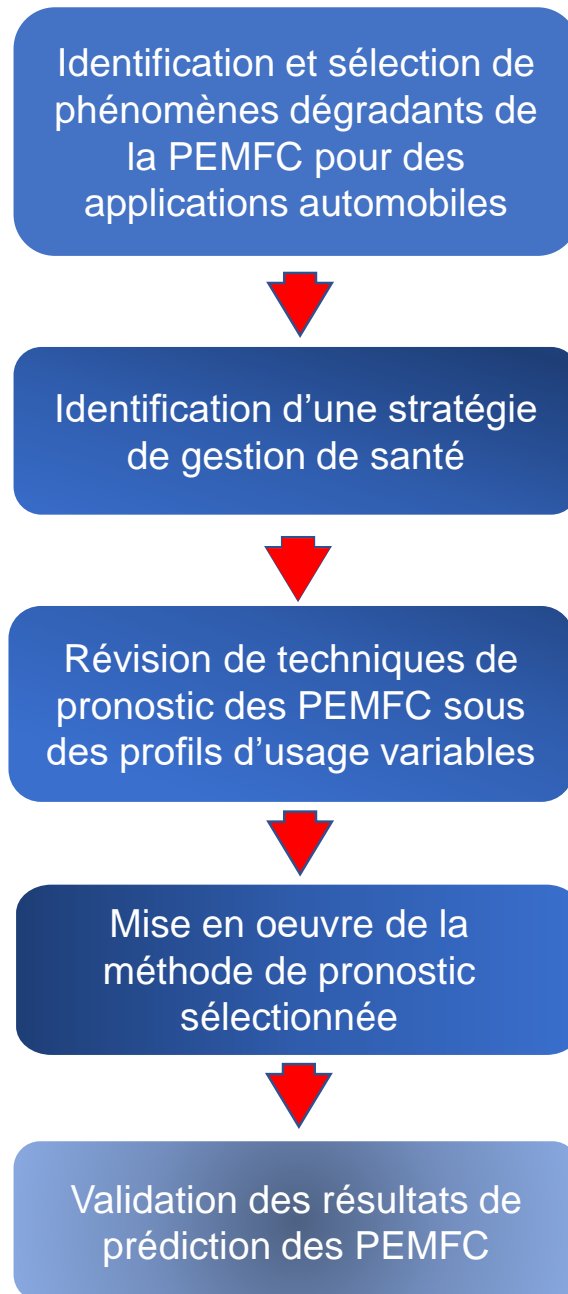 Identification et sélection de
phénomènes dégradants de
la PEMFC pour des
applications automobiles
Identification d’une stratégie
de gestion de santé
Révision de techniques de
pronostic des PEMFC sous
des profils d’usage variables
Mise en oeuvre de la
méthode de pronostic
sélectionnée
Validation des résultats de
prédiction des PEMFC